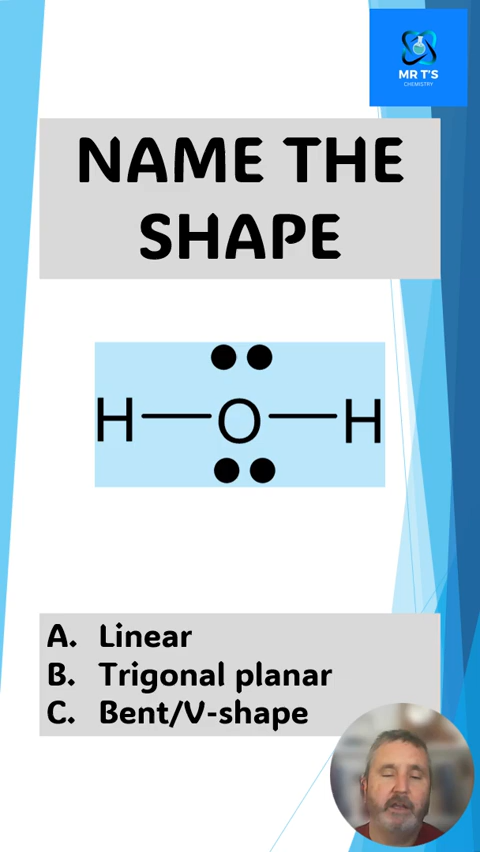 MR T'S
CHEMISTRY
NAME THE
SHAPE
H—O—H
A. Linear
B. Trigonal planar
C. Bent/V-shape